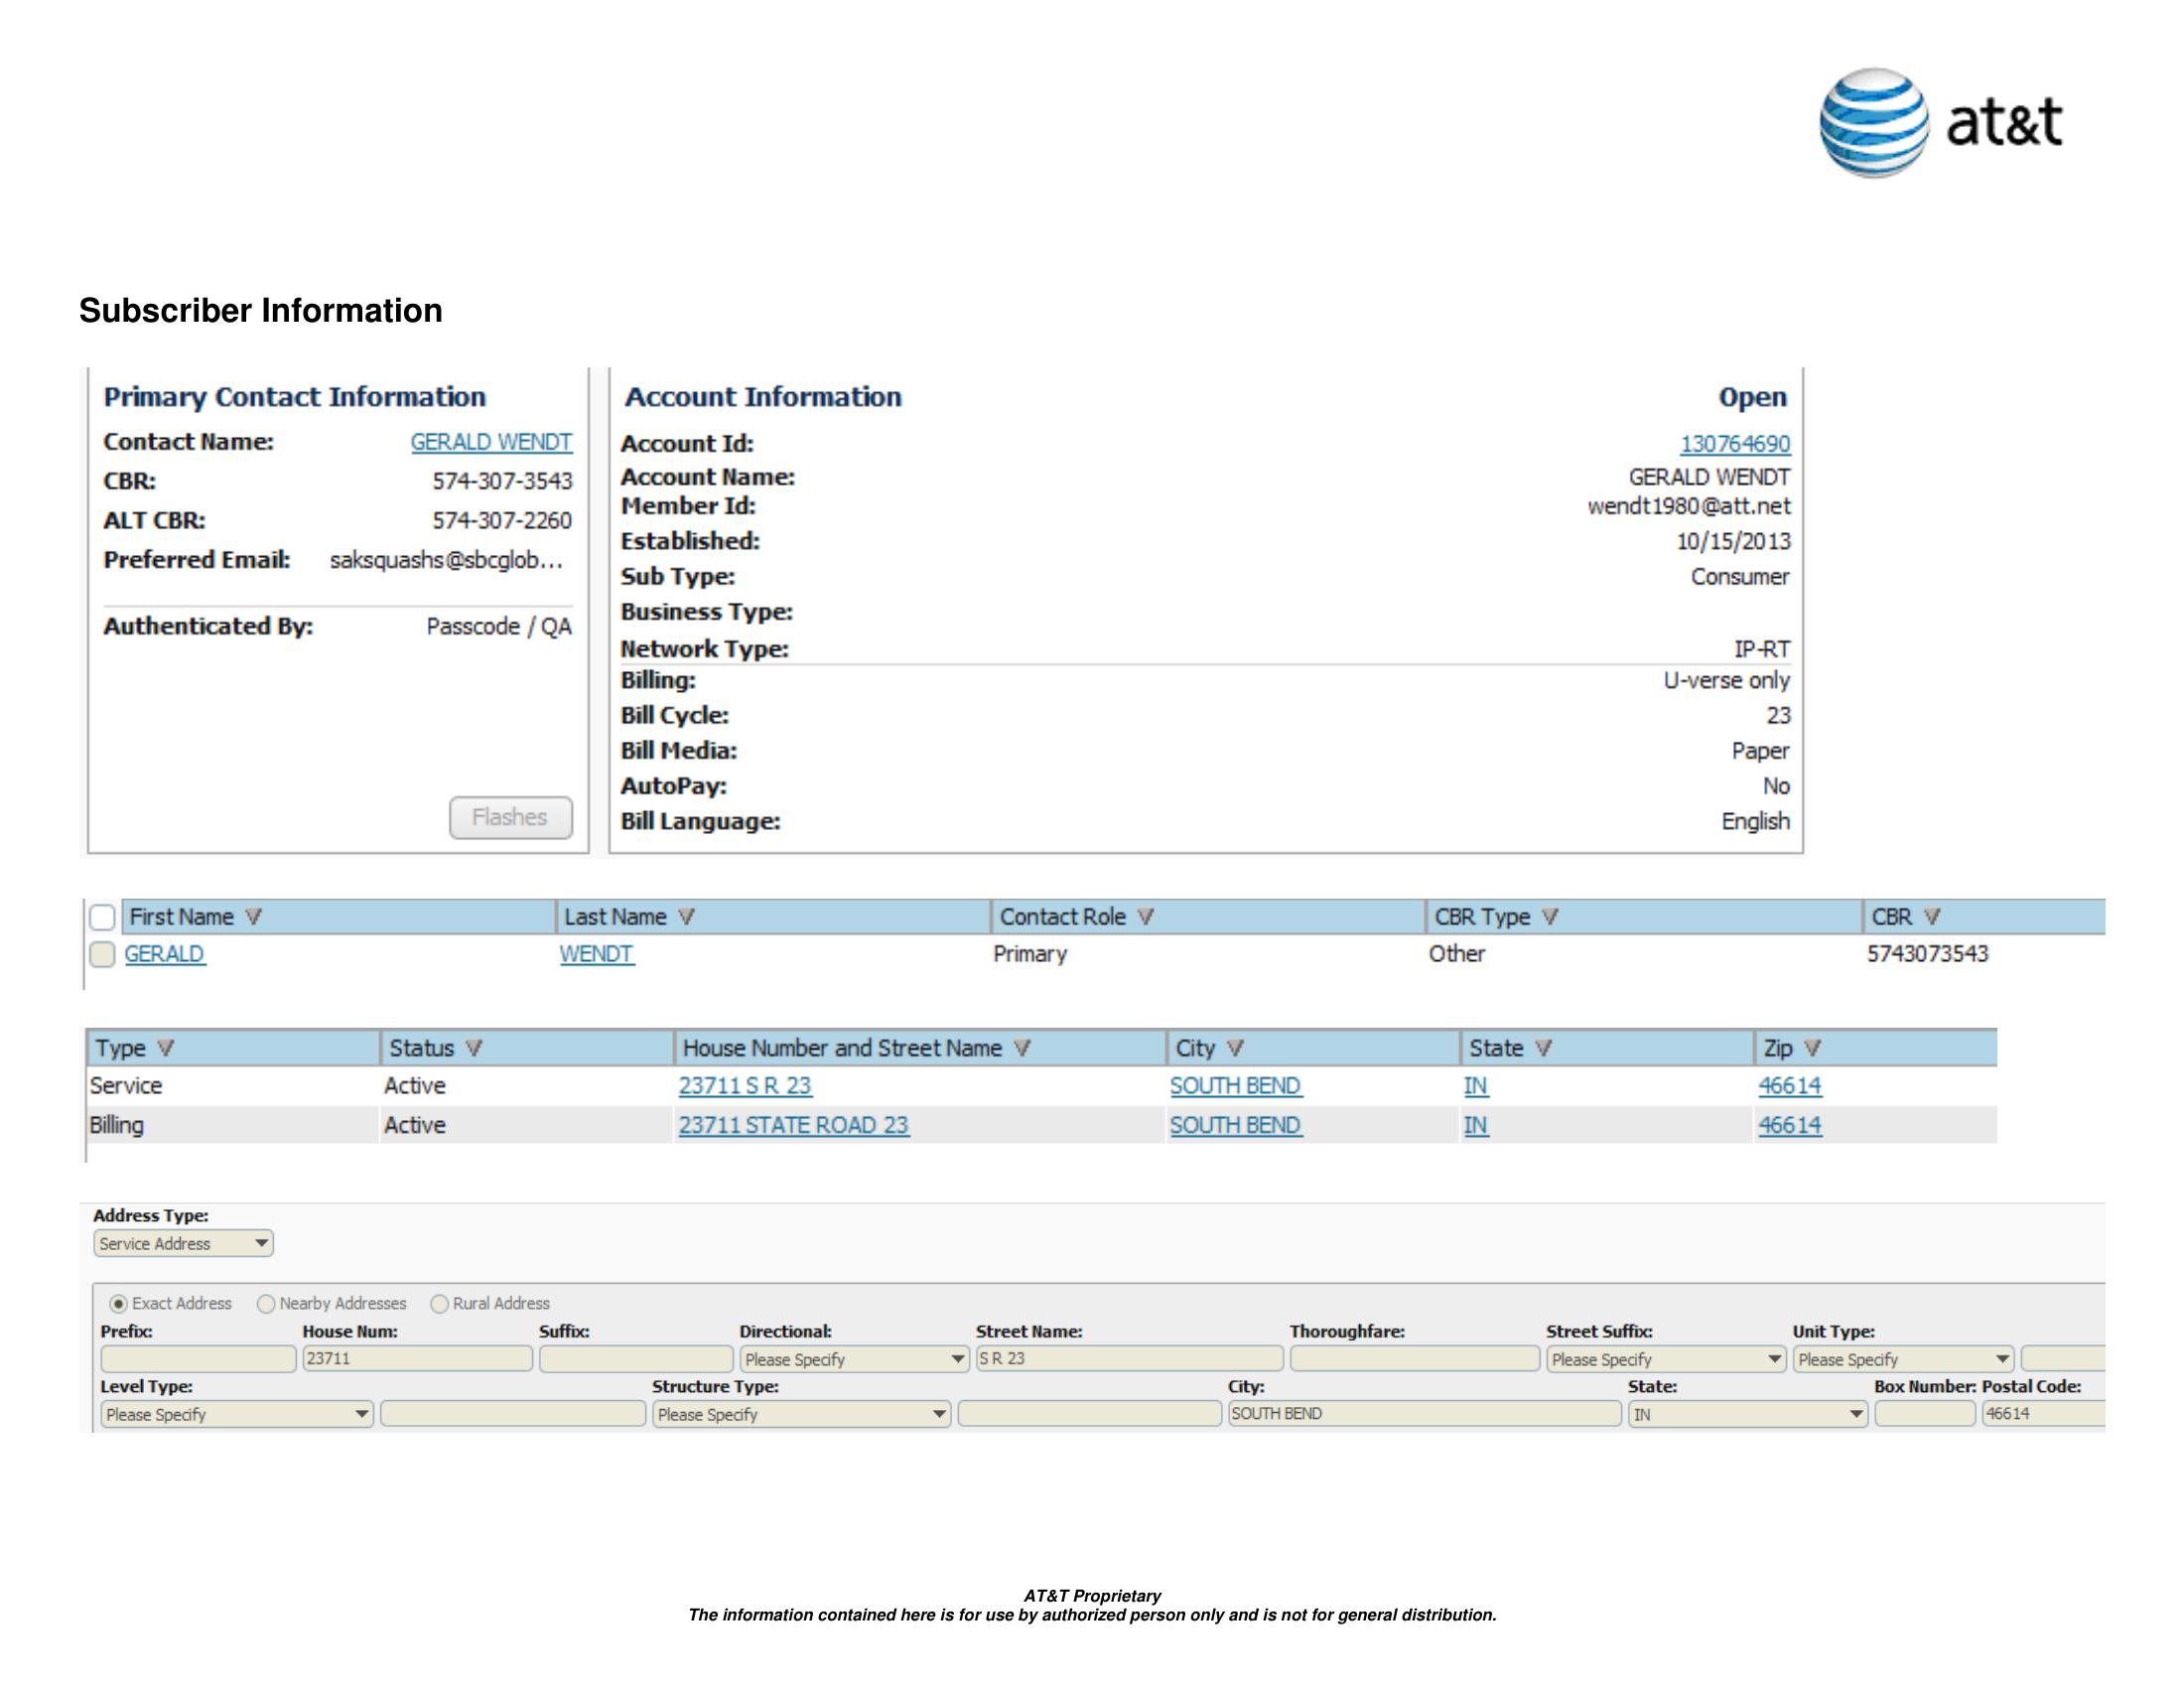 at&t
Subscriber Information
Primary Contact Information
Contact Name: GERALD WENDT
CBR: 574-307-3543
ALT CBR: 574-307-2260
Preferred Email: saksquashs@sbcglob...
Authenticated By: Passcode / QA
Flashes
Account Information Open
Account Id: 130764690
Account Name: GERALD WENDT
Member Id: wendt1980@att.net
Established: 10/15/2013
Sub Type: Consumer
Business Type:
Network Type: IP-RT
Billing: U-verse only
Bill Cycle: 23
Bill Media: Paper
AutoPay: No
Bill Language: English
First Name Last Name Contact Role CBR Type CBR
GERALD WENDT Primary Other 5743073543
Type Status House Number and Street Name City State Zip
Service Active 23711 S R 23 SOUTH BEND IN 46614
Billing Active 23711 STATE ROAD 23 SOUTH BEND IN 46614
Address Type:
Service Address
Exact Address Nearby Addresses Rural Address
Prefix: House Num: Suffix: Directional: Street Name: Thoroughfare: Street Suffix: Unit Type:
23711 Please Specify S R 23 Please Specify Please Specify
Level Type: Structure Type: City: State: Box Number: Postal Code:
Please Specify Please Specify SOUTH BEND IN 46614
AT&T Proprietary
The information contained here is for use by authorized person only and is not for general distribution.